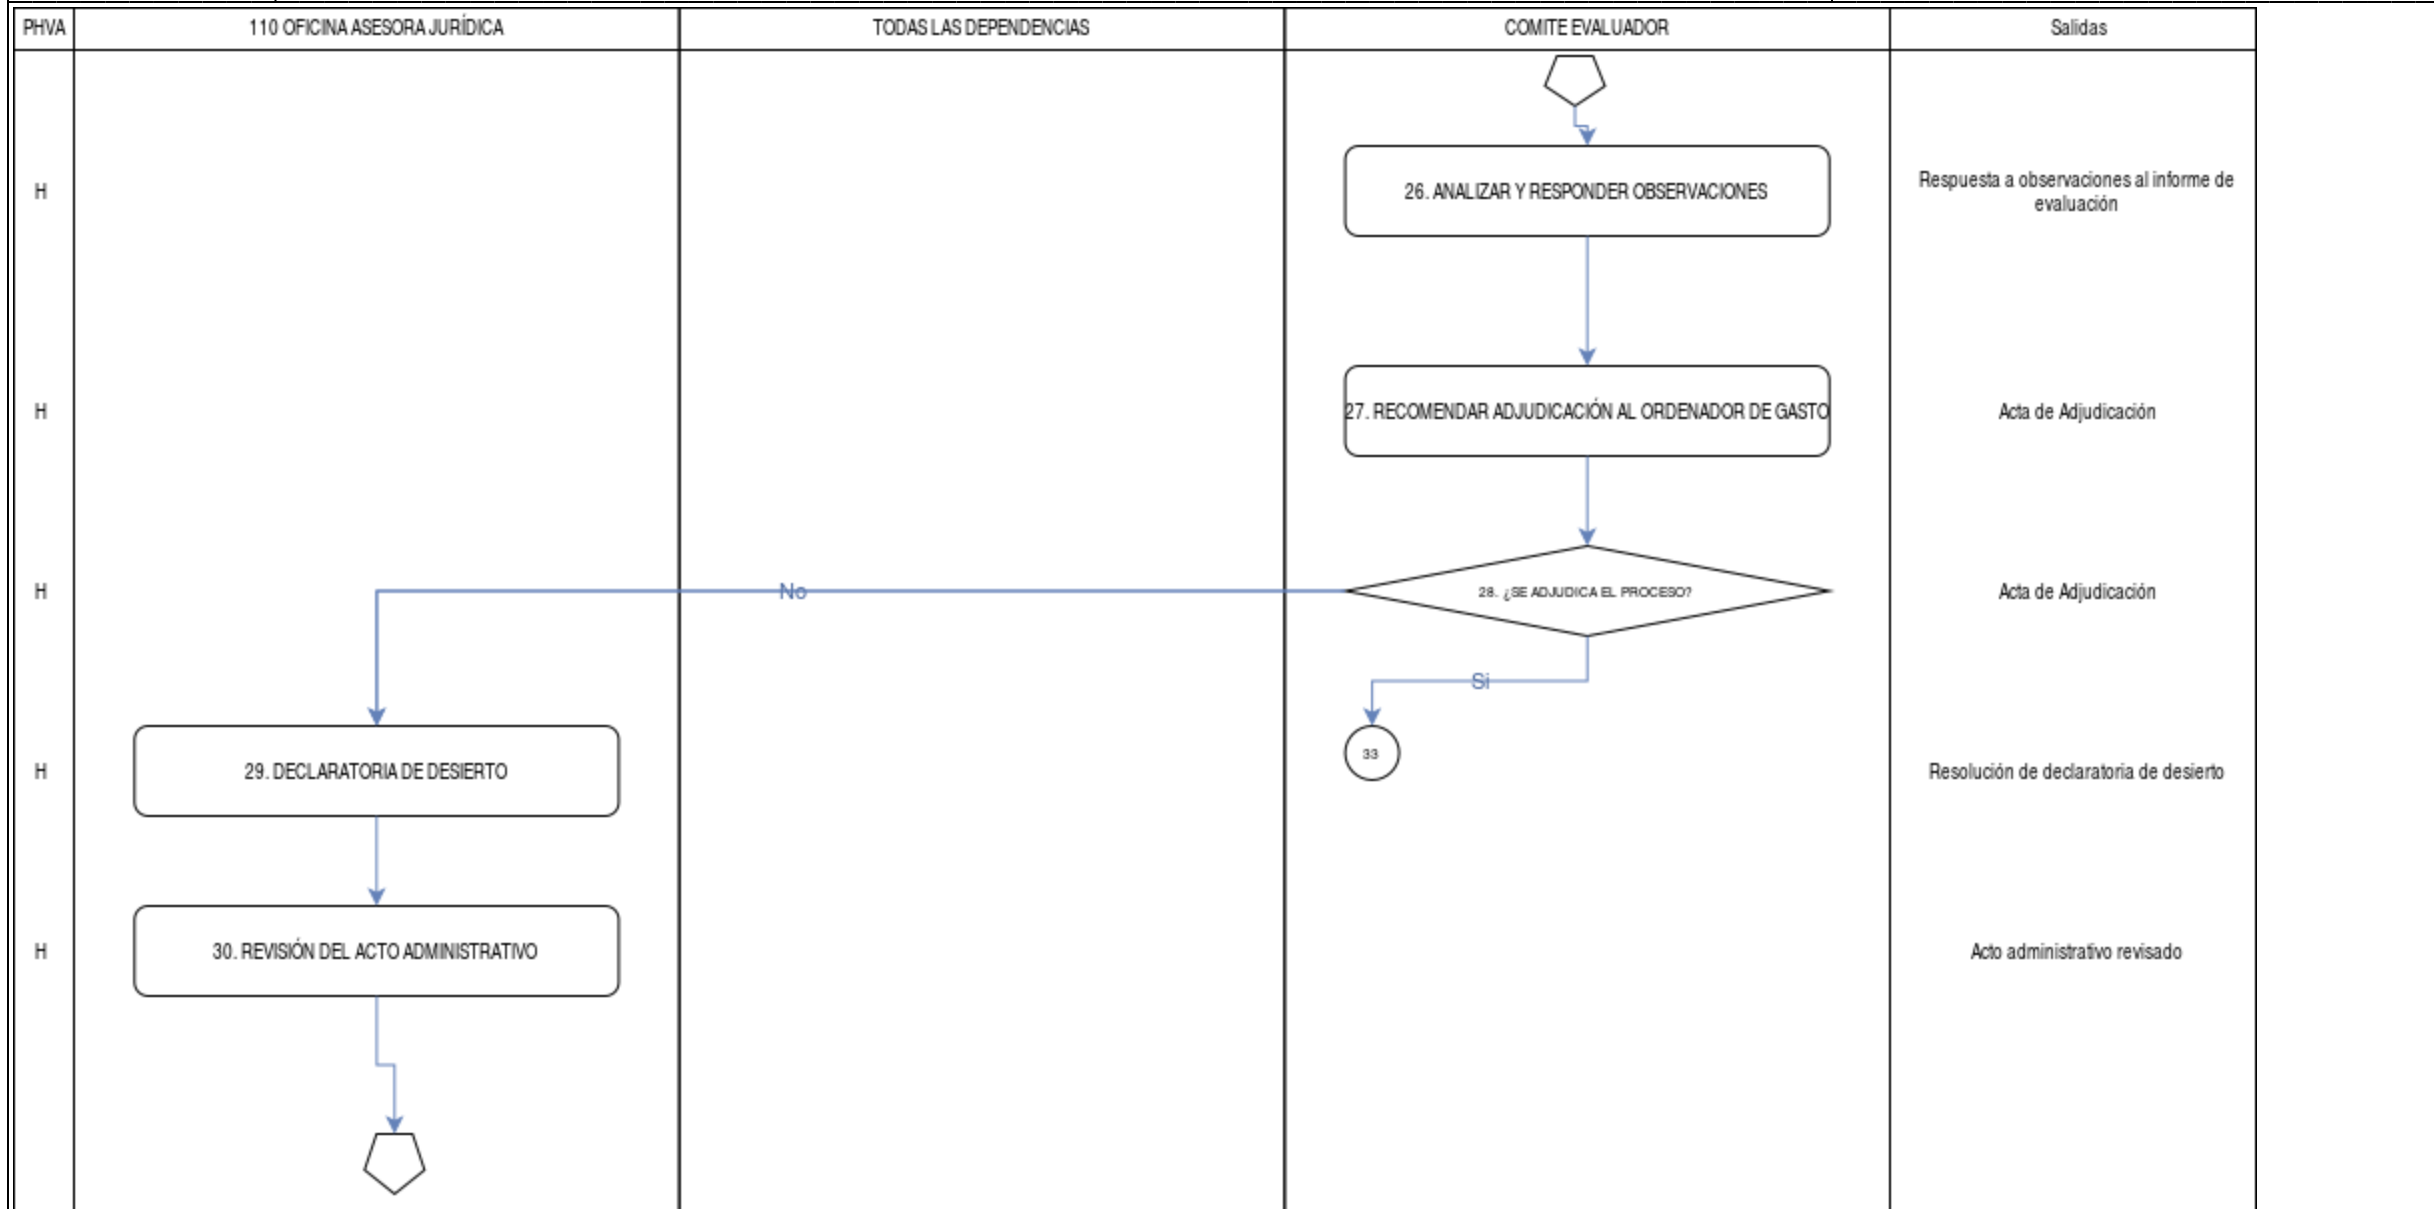 PHVA
110 OFICINA ASESORA JURÍDICA
TODAS LAS DEPENDENCIAS
COMITE EVALUADOR
Salidas
H
26. ANALIZAR Y RESPONDER OBSERVACIONES
Respuesta a observaciones al informe de
evaluación
H
27. RECOMENDAR ADJUDICACIÓN AL ORDENADOR DE GASTO
Acta de Adjudicación
H
No
28. ¿SE ADJUDICA EL PROCESO?
Acta de Adjudicación
Si
H
29. DECLARATORIA DE DESIERTO
33
Resolución de declaratoria de desierto
H
30. REVISIÓN DEL ACTO ADMINISTRATIVO
Acto administrativo revisado